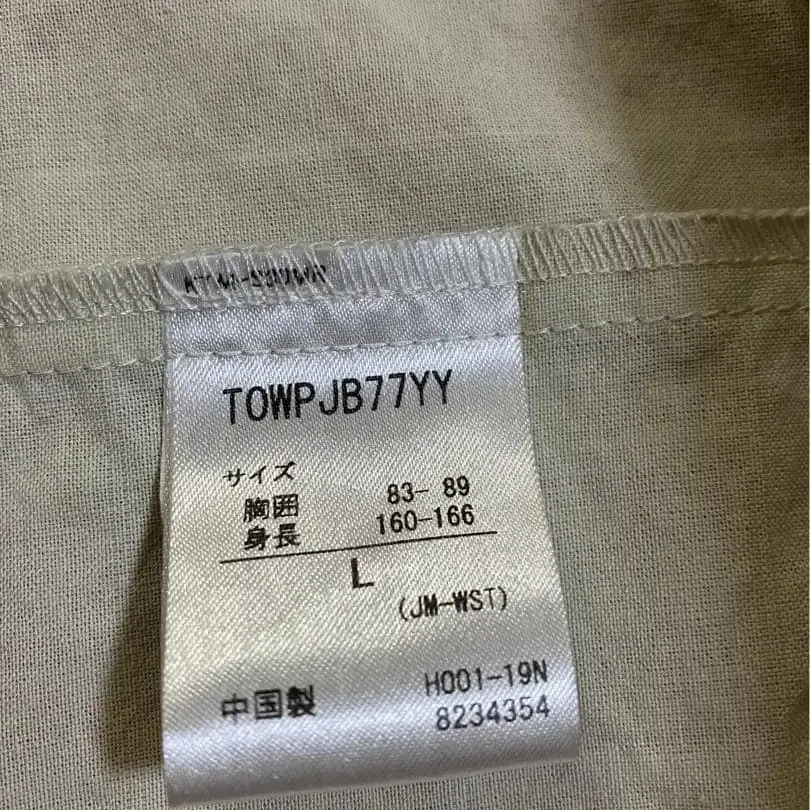 TOWPJB77YY
サイズ
胸囲 83- 89
身長 160-166
L
(JM-WST)
中国製 H001-19N
8234354